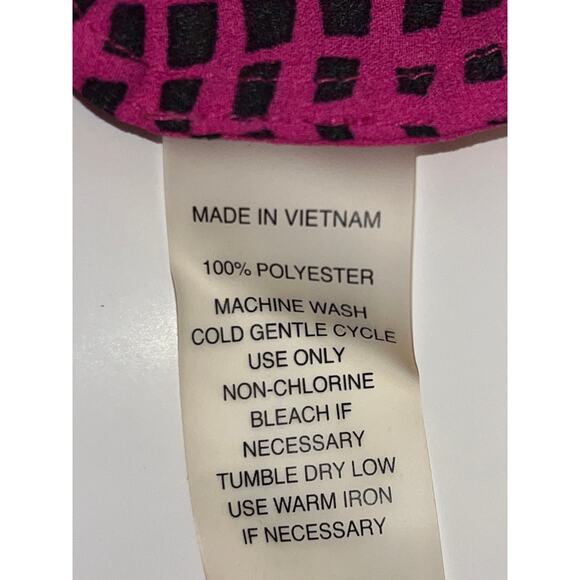 MADE IN VIETNAM
100% POLYESTER
MACHINE WASH
COLD GENTLE CYCLE
USE ONLY
NON-CHLORINE
BLEACH IF
NECESSARY
TUMBLE DRY LOW
USE WARM IRON
IF NECESSARY